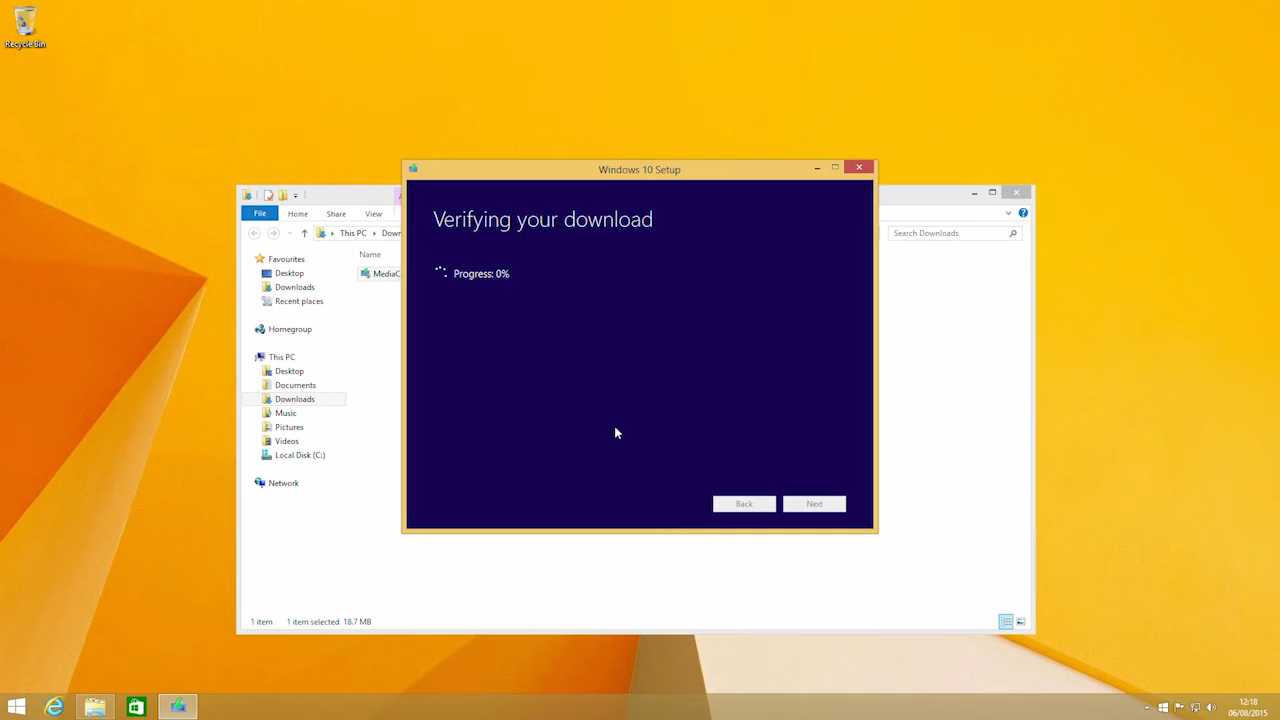 Recycle Bin
Windows 10 Setup
Verifying your download
Progress: 0%
Back Next
File Home Share View
This PC Down
Search Downloads
Name
MediaC
Favourites
Desktop
Downloads
Recent places
Homegroup
This PC
Desktop
Documents
Downloads
Music
Pictures
Videos
Local Disk (C:)
Network
1 item 1 item selected 18.7 MB
12:18
06/08/2015